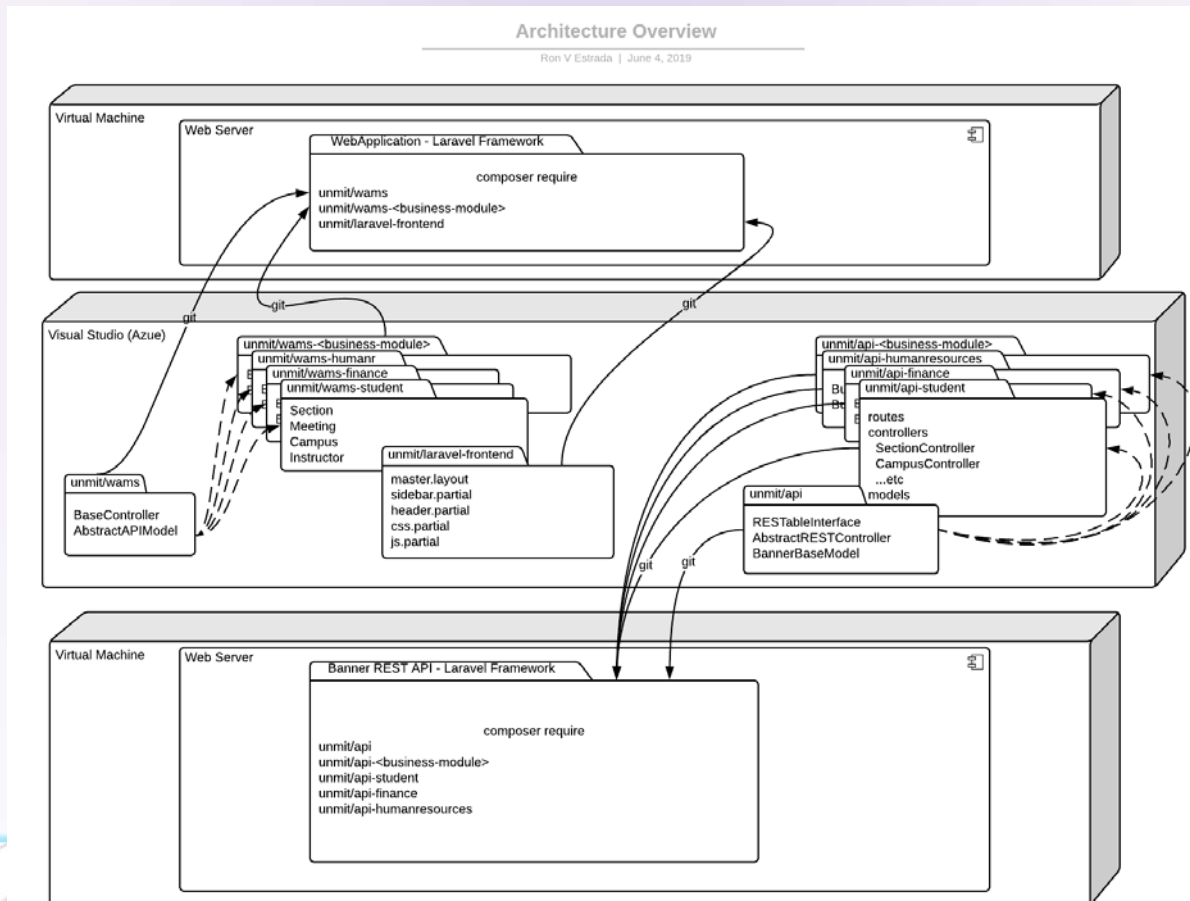 Architecture Overview
Ron V Estrada | June 4, 2019
Virtual Machine
Web Server
WebApplication - Laravel Framework
composer require
unmit/wams
unmit/wams-<business-module>
unmit/laravel-frontend
git
git
git
Visual Studio (Azue)
unmit/wams-<business-module>
unmit/wams-humanr
unmit/wams-finance
unmit/wams-student
Section
Meeting
Campus
Instructor
unmit/laravel-frontend
master.layout
sidebar.partial
header.partial
css.partial
js.partial
unmit/wams
BaseController
AbstractAPIModel
unmit/api-<business-module>
unmit/api-humanresources
unmit/api-finance
unmit/api-student
Bu
Bu
routes
controllers
SectionController
CampusController
...etc
models
unmit/api
RESTableInterface
AbstractRESTController
BannerBaseModel
git
git
Virtual Machine
Web Server
Banner REST API - Laravel Framework
composer require
unmit/api
unmit/api-<business-module>
unmit/api-student
unmit/api-finance
unmit/api-humanresources